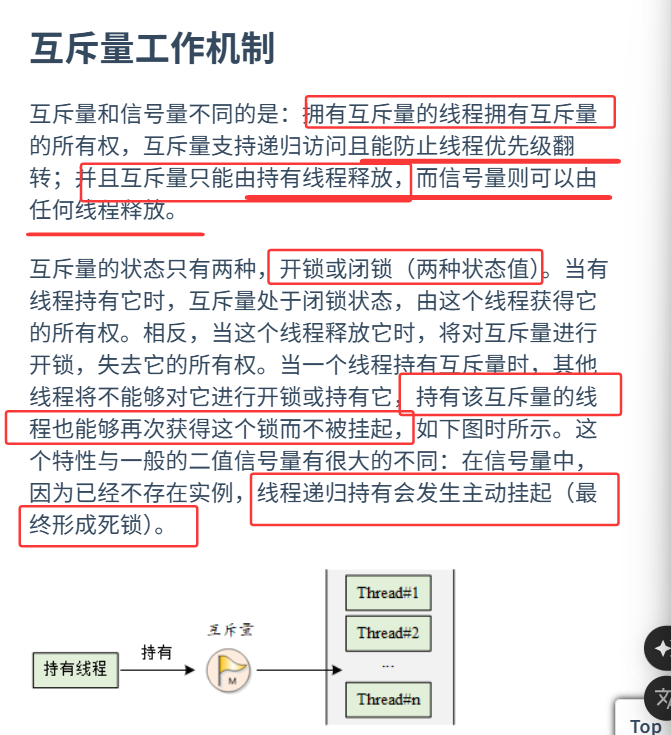 互斥量工作机制
互斥量和信号量不同的是：拥有互斥量的线程拥有互斥量
的所有权，互斥量支持递归访问且能防止线程优先级翻
转；并且互斥量只能由持有线程释放，而信号量则可以由
任何线程释放。
互斥量的状态只有两种，开锁或闭锁（两种状态值）。当有
线程持有它时，互斥量处于闭锁状态，由这个线程获得它
的所有权。相反，当这个线程释放它时，将对互斥量进行
开锁，失去它的所有权。当一个线程持有互斥量时，其他
线程将不能够对它进行开锁或持有它，持有该互斥量的线
程也能够再次获得这个锁而不被挂起，如下图时所示。这
个特性与一般的二值信号量有很大的不同：在信号量中，
因为已经不存在实例，线程递归持有会发生主动挂起（最
终形成死锁）。
持有线程
持有
互斥量
M
Thread#1
Thread#2
...
Thread#n
Top